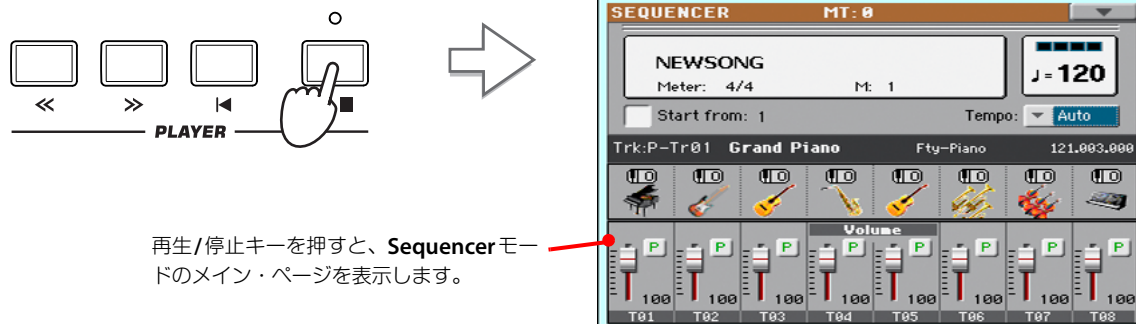 PLAYER
再生/停止キーを押すと、Sequencerモー
ドのメイン・ページを表示します。
SEQUENCER MT: 0
NEWSONG
Meter: 4/4 M: 1
♩=120
Start from: 1 Tempo: Auto
Trk:P-Tr01 Grand Piano Fty-Piano 121.003.000
Volume
P P P P P P P P
100 100 100 100 100 100 100 100
T01 T02 T03 T04 T05 T06 T07 T08